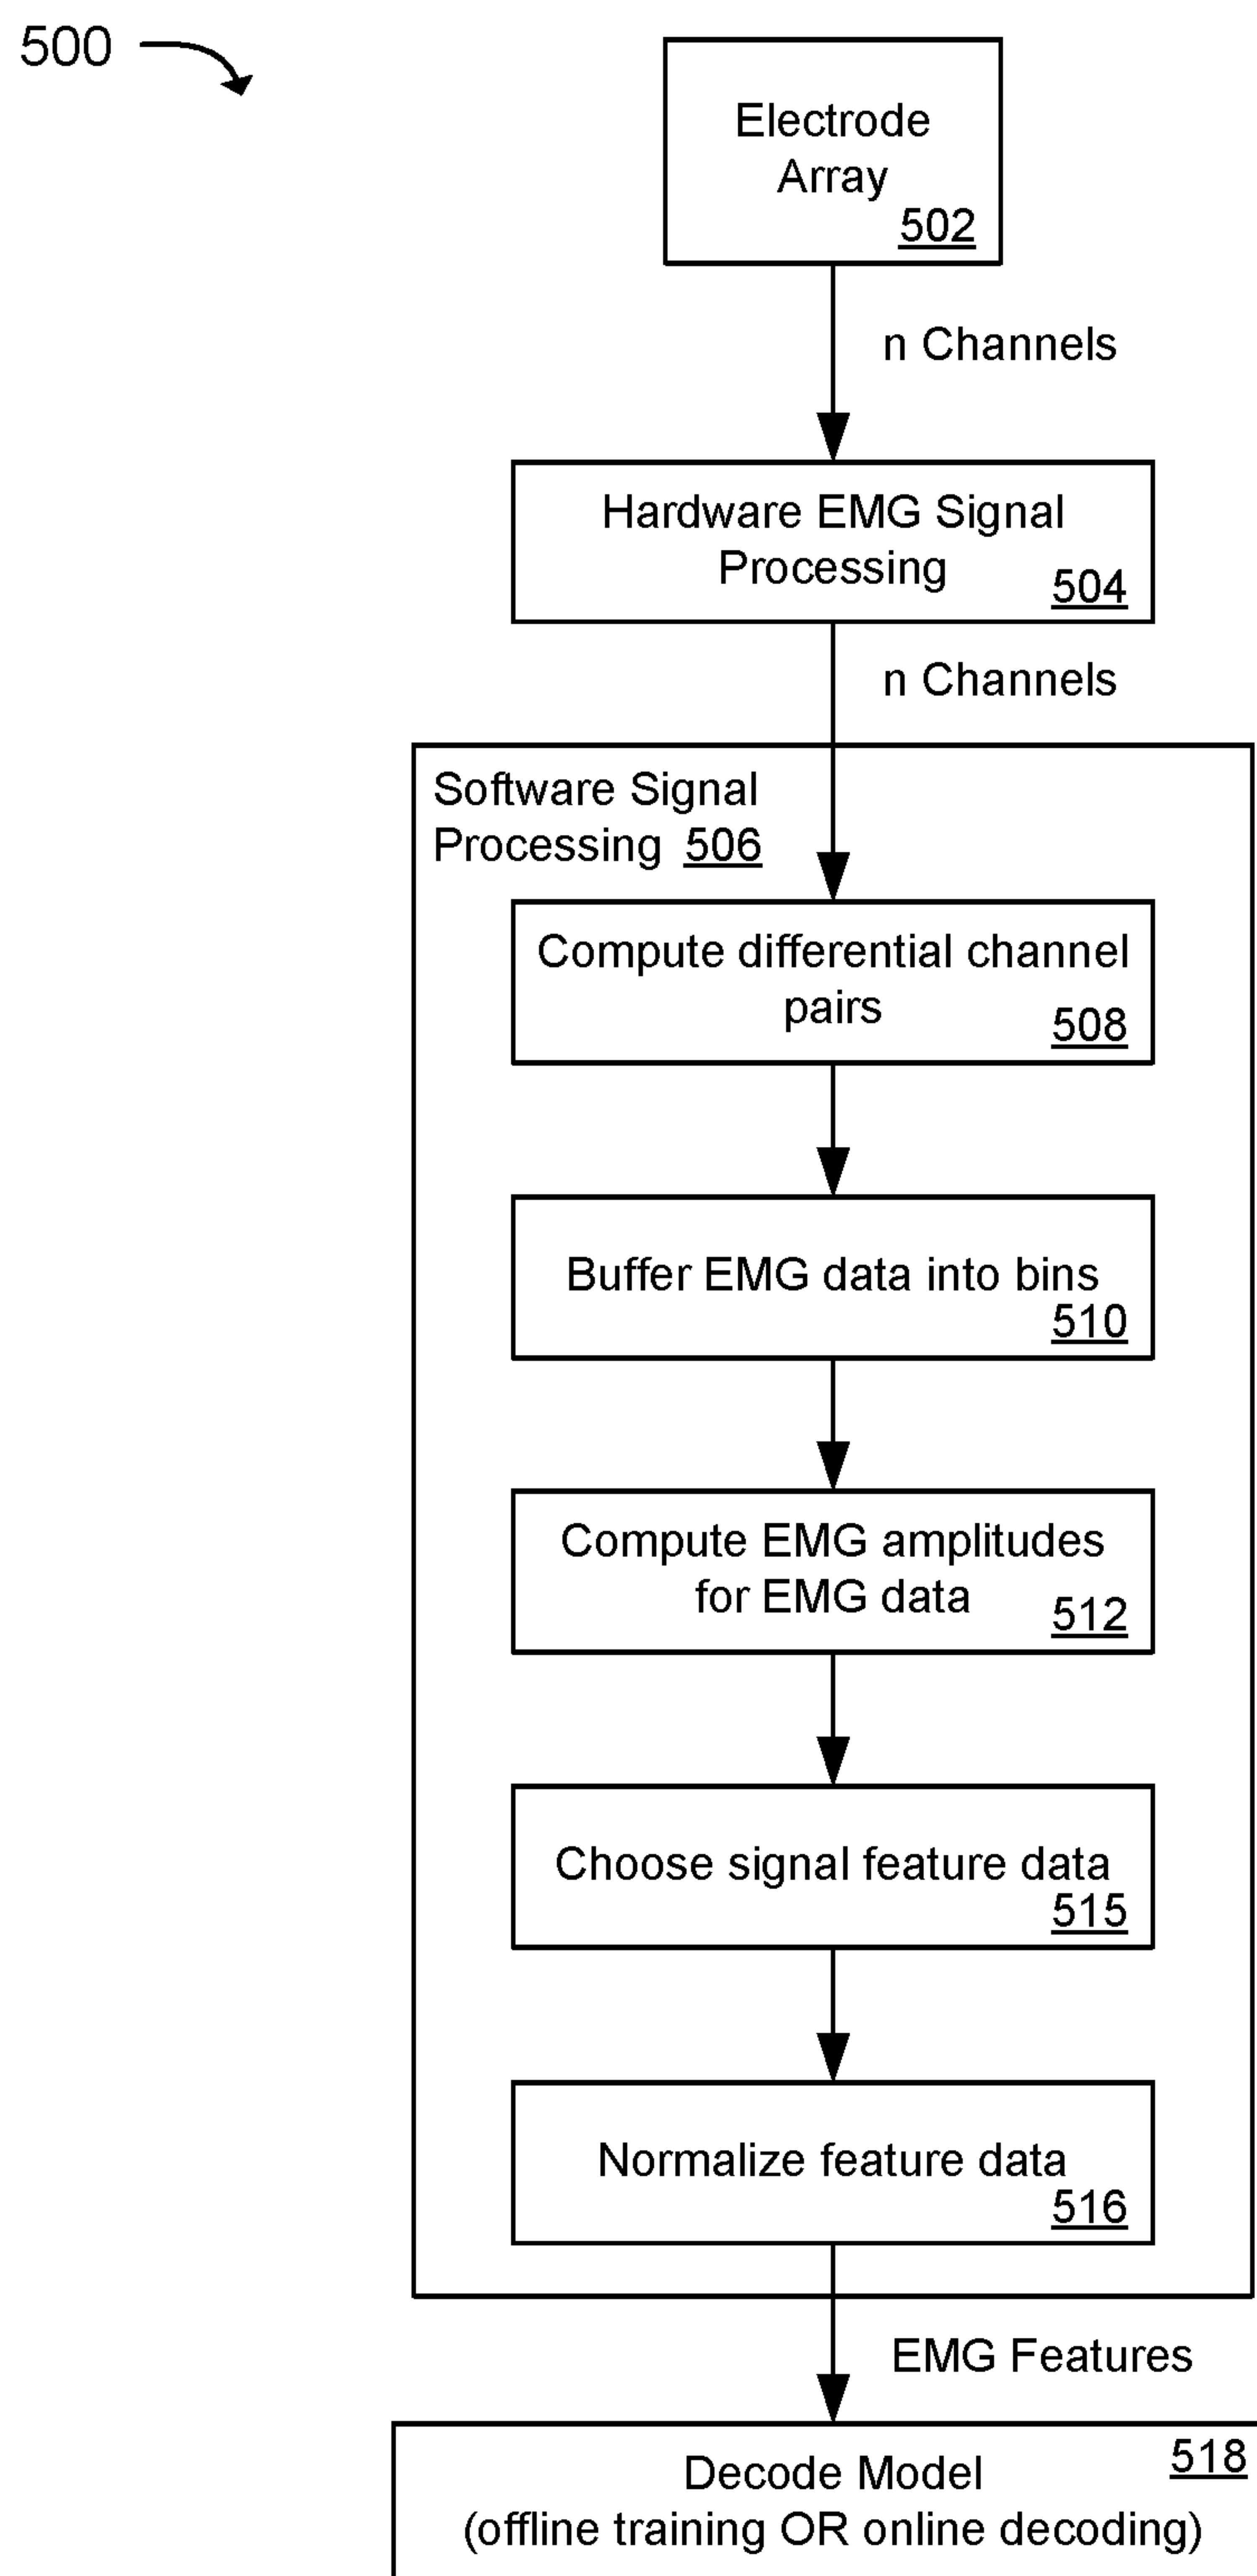 500
Electrode
Array
502
n Channels
Hardware EMG Signal
Processing
504
n Channels
Software Signal
Processing 506
Compute differential channel
pairs
508
Buffer EMG data into bins
510
Compute EMG amplitudes
for EMG data
512
Choose signal feature data
515
Normalize feature data
516
EMG Features
518
Decode Model
(offline training OR online decoding)